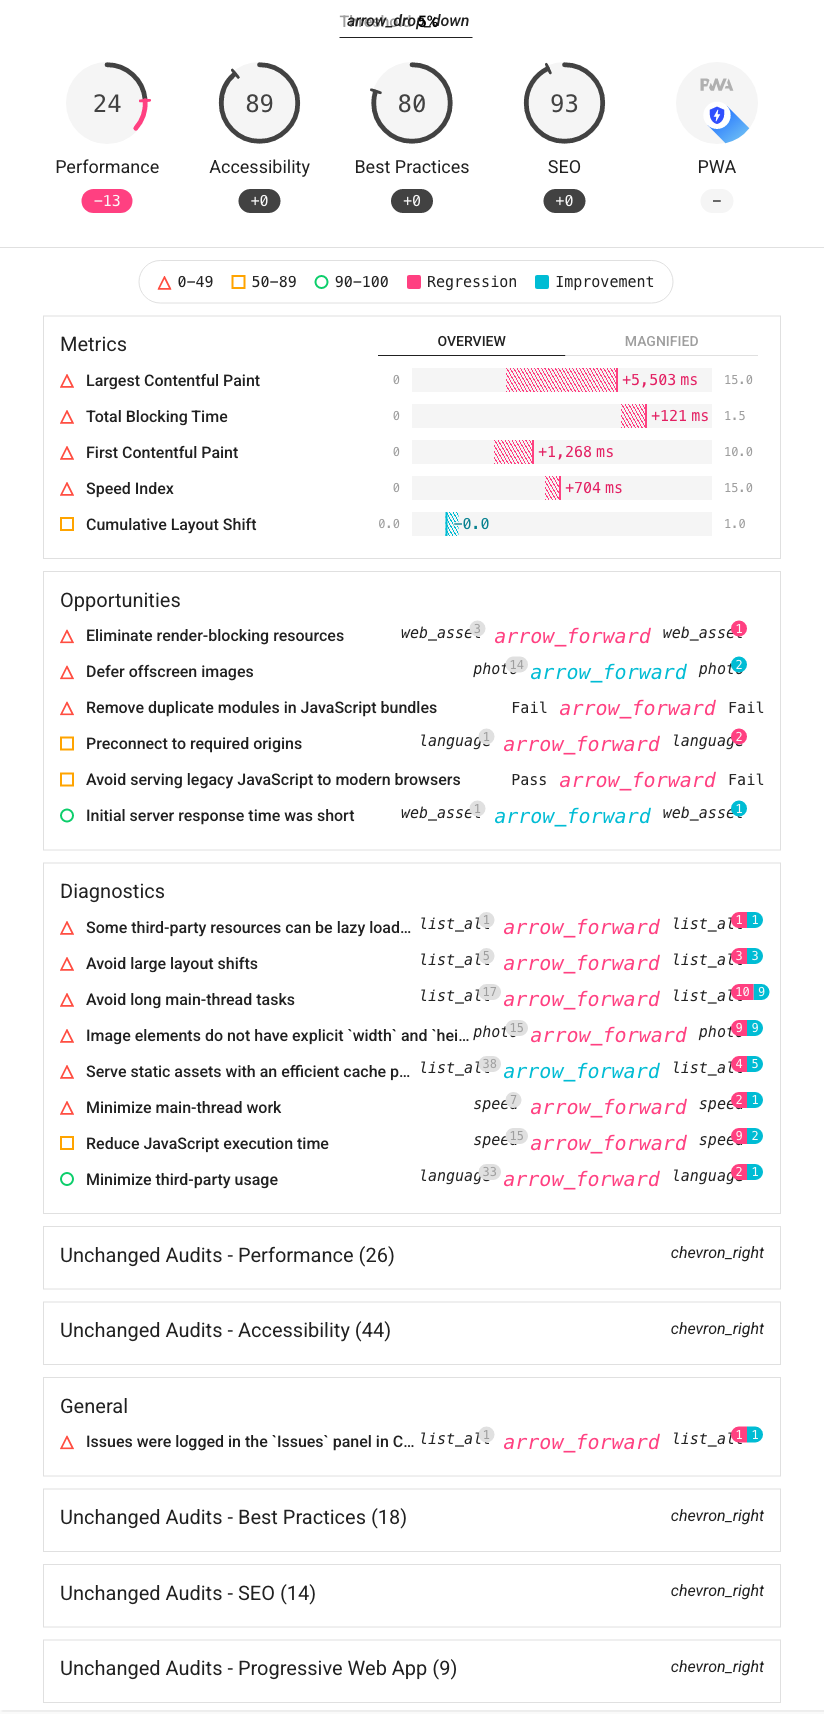 Threshold 5% arrow_drop_down
24
89
80
93
PWA
Performance
Accessibility
Best Practices
SEO
PWA
−13
+0
+0
+0
−
0–49 50–89 90–100 Regression Improvement
Metrics
OVERVIEW MAGNIFIED
Largest Contentful Paint 0 +5,503 ms 15.0
Total Blocking Time 0 +121 ms 1.5
First Contentful Paint 0 +1,268 ms 10.0
Speed Index 0 +704 ms 15.0
Cumulative Layout Shift 0.0 −0.0 1.0
Opportunities
Eliminate render-blocking resources web_asset 3 arrow_forward web_asset 1
Defer offscreen images photo 14 arrow_forward photo 2
Remove duplicate modules in JavaScript bundles Fail arrow_forward Fail
Preconnect to required origins language 1 arrow_forward language 2
Avoid serving legacy JavaScript to modern browsers Pass arrow_forward Fail
Initial server response time was short web_asset 1 arrow_forward web_asset 1
Diagnostics
Some third-party resources can be lazy load... list_alt 1 arrow_forward list_alt 1 1
Avoid large layout shifts list_alt 5 arrow_forward list_alt 3 3
Avoid long main-thread tasks list_alt 17 arrow_forward list_alt 10 9
Image elements do not have explicit `width` and `hei... photo 15 arrow_forward photo 9 9
Serve static assets with an efficient cache p... list_alt 38 arrow_forward list_alt 4 5
Minimize main-thread work speed 7 arrow_forward speed 2 1
Reduce JavaScript execution time speed 15 arrow_forward speed 9 2
Minimize third-party usage language 33 arrow_forward language 2 1
Unchanged Audits - Performance (26) chevron_right
Unchanged Audits - Accessibility (44) chevron_right
General
Issues were logged in the `Issues` panel in C... list_alt 1 arrow_forward list_alt 1 1
Unchanged Audits - Best Practices (18) chevron_right
Unchanged Audits - SEO (14) chevron_right
Unchanged Audits - Progressive Web App (9) chevron_right